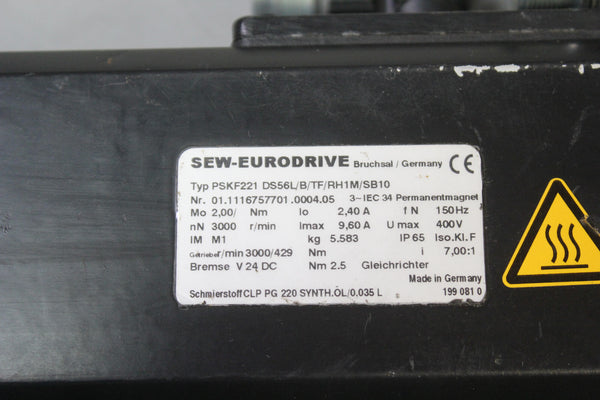 SEW-EURODRIVE Bruchsal / Germany CE
Typ PSKF221 DS56L/B/TF/RH1M/SB10
Nr. 01.1116757701.0004.05 3~IEC 34 Permanentmagnet
Mo 2,00/ Nm Io 2,40 A f N 150 Hz
nN 3000 r/min Imax 9,60 A U max 400V
IM M1 kg 5.583 IP 65 Iso.Kl. F
Getriebe r/min 3000/429 Nm i 7,00:1
Bremse V 24 DC Nm 2.5 Gleichrichter
Made in Germany
Schmierstoff CLP PG 220 SYNTH.ÖL/0.035 L 199 081 0